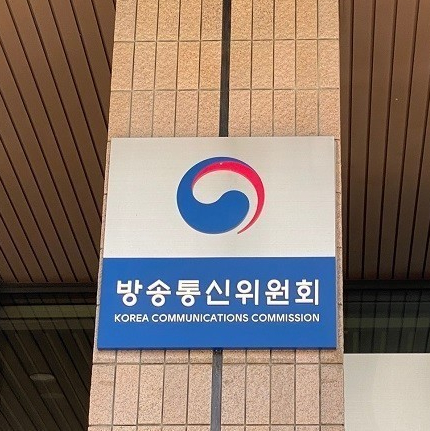 방송통신위원회
KOREA COMMUNICATIONS COMMISSION